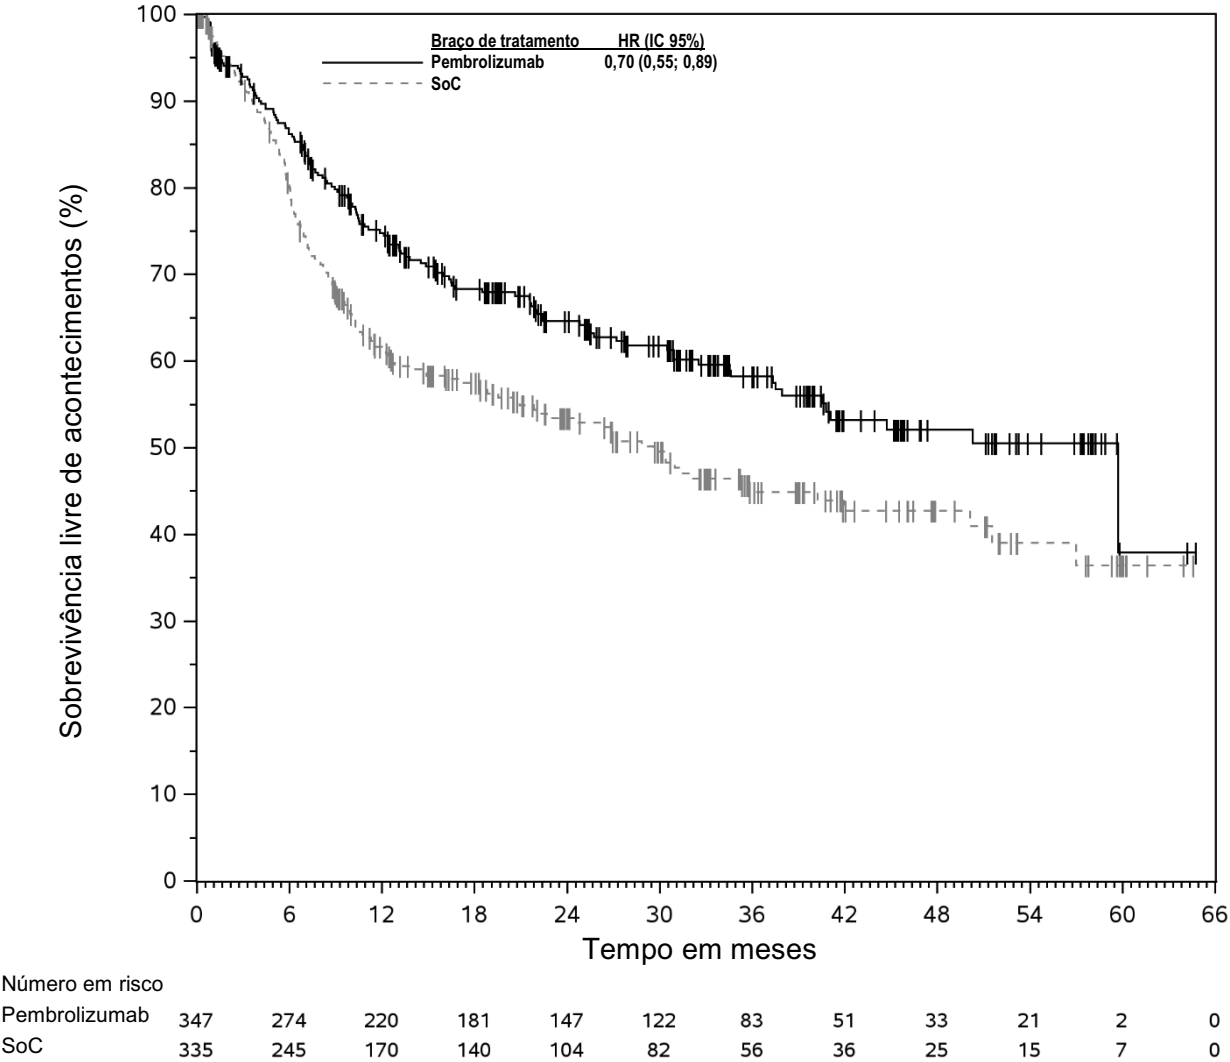 Braço de tratamento HR (IC 95%)
Pembrolizumab 0,70 (0,55; 0,89)
SoC
Sobrevivência livre de acontecimentos (%)
100
90
80
70
60
50
40
30
20
10
0
0 6 12 18 24 30 36 42 48 54 60 66
Tempo em meses
Número em risco
Pembrolizumab 347 274 220 181 147 122 83 51 33 21 2 0
SoC 335 245 170 140 104 82 56 36 25 15 7 0